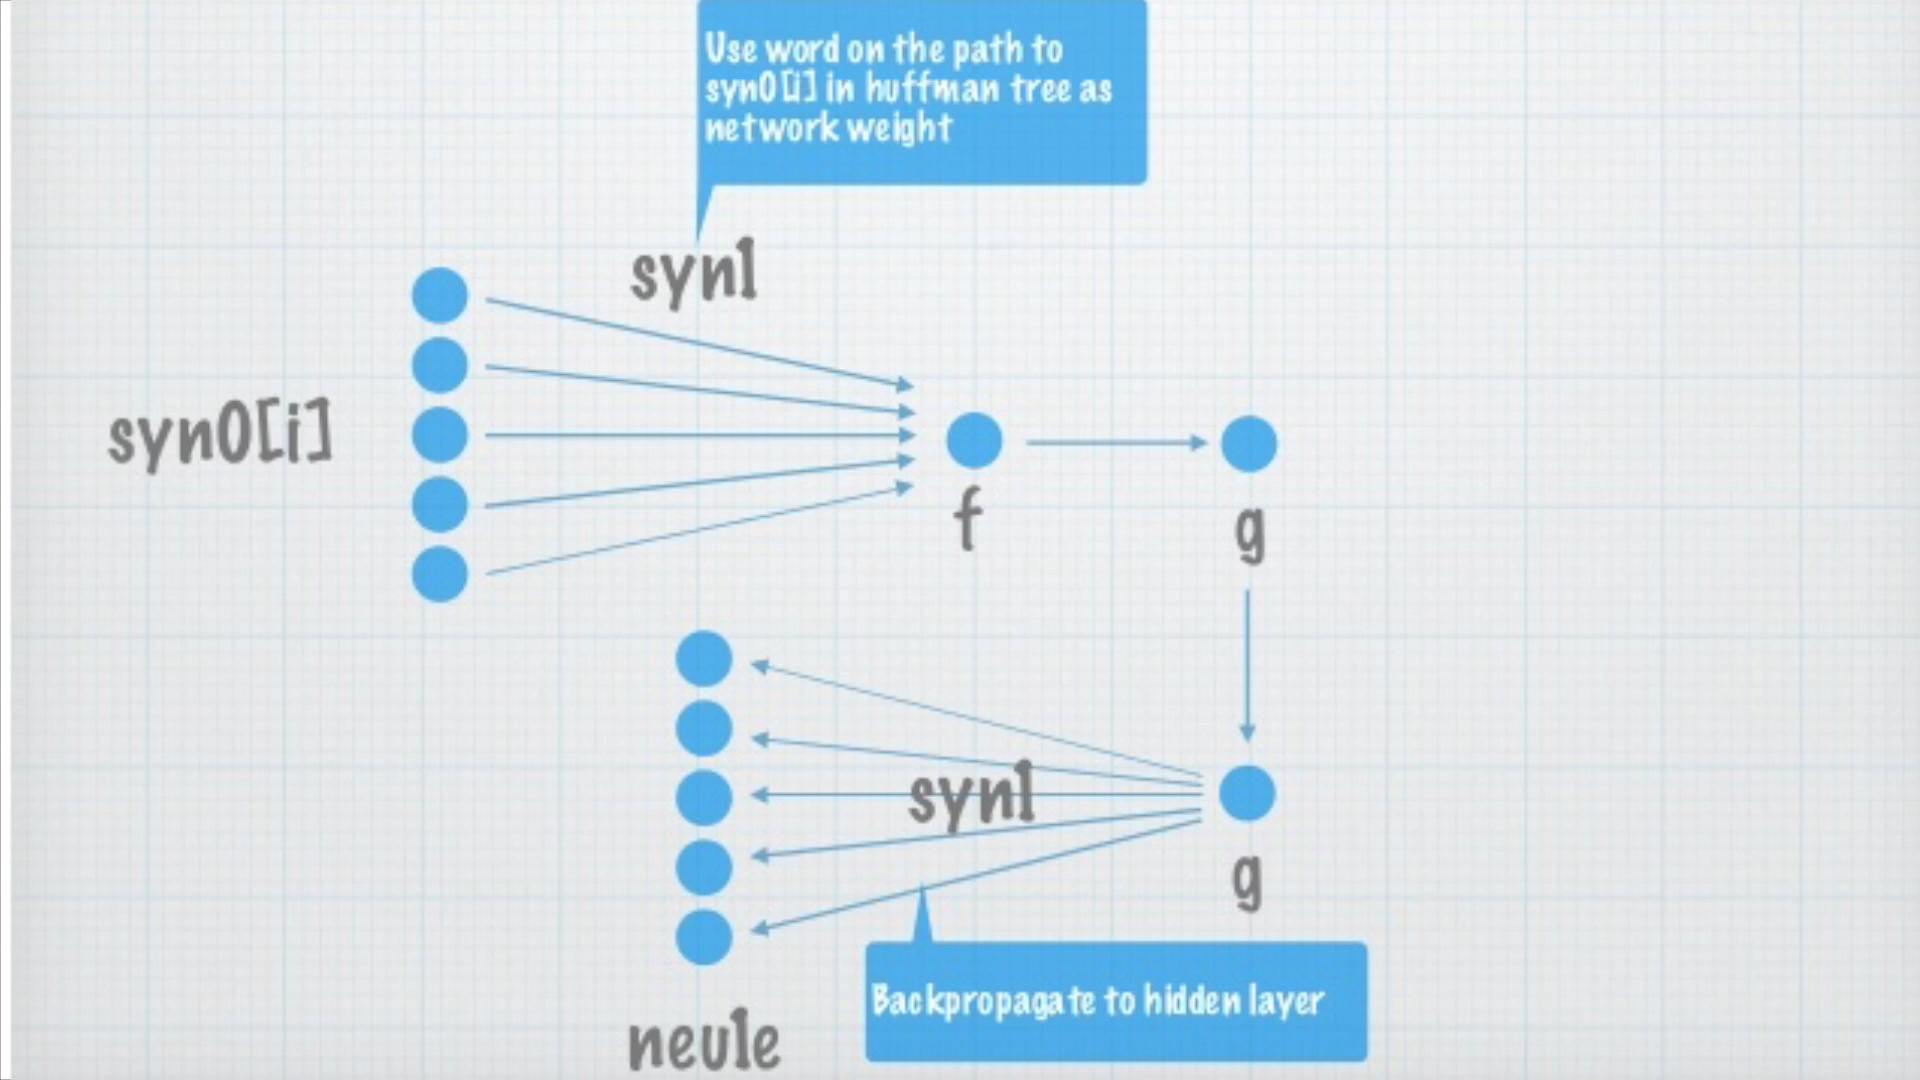 Use word on the path to
syn0[i] in huffman tree as
network weight
syn1
syn0[i]
f
g
syn1
g
Backpropagate to hidden layer
neu1e